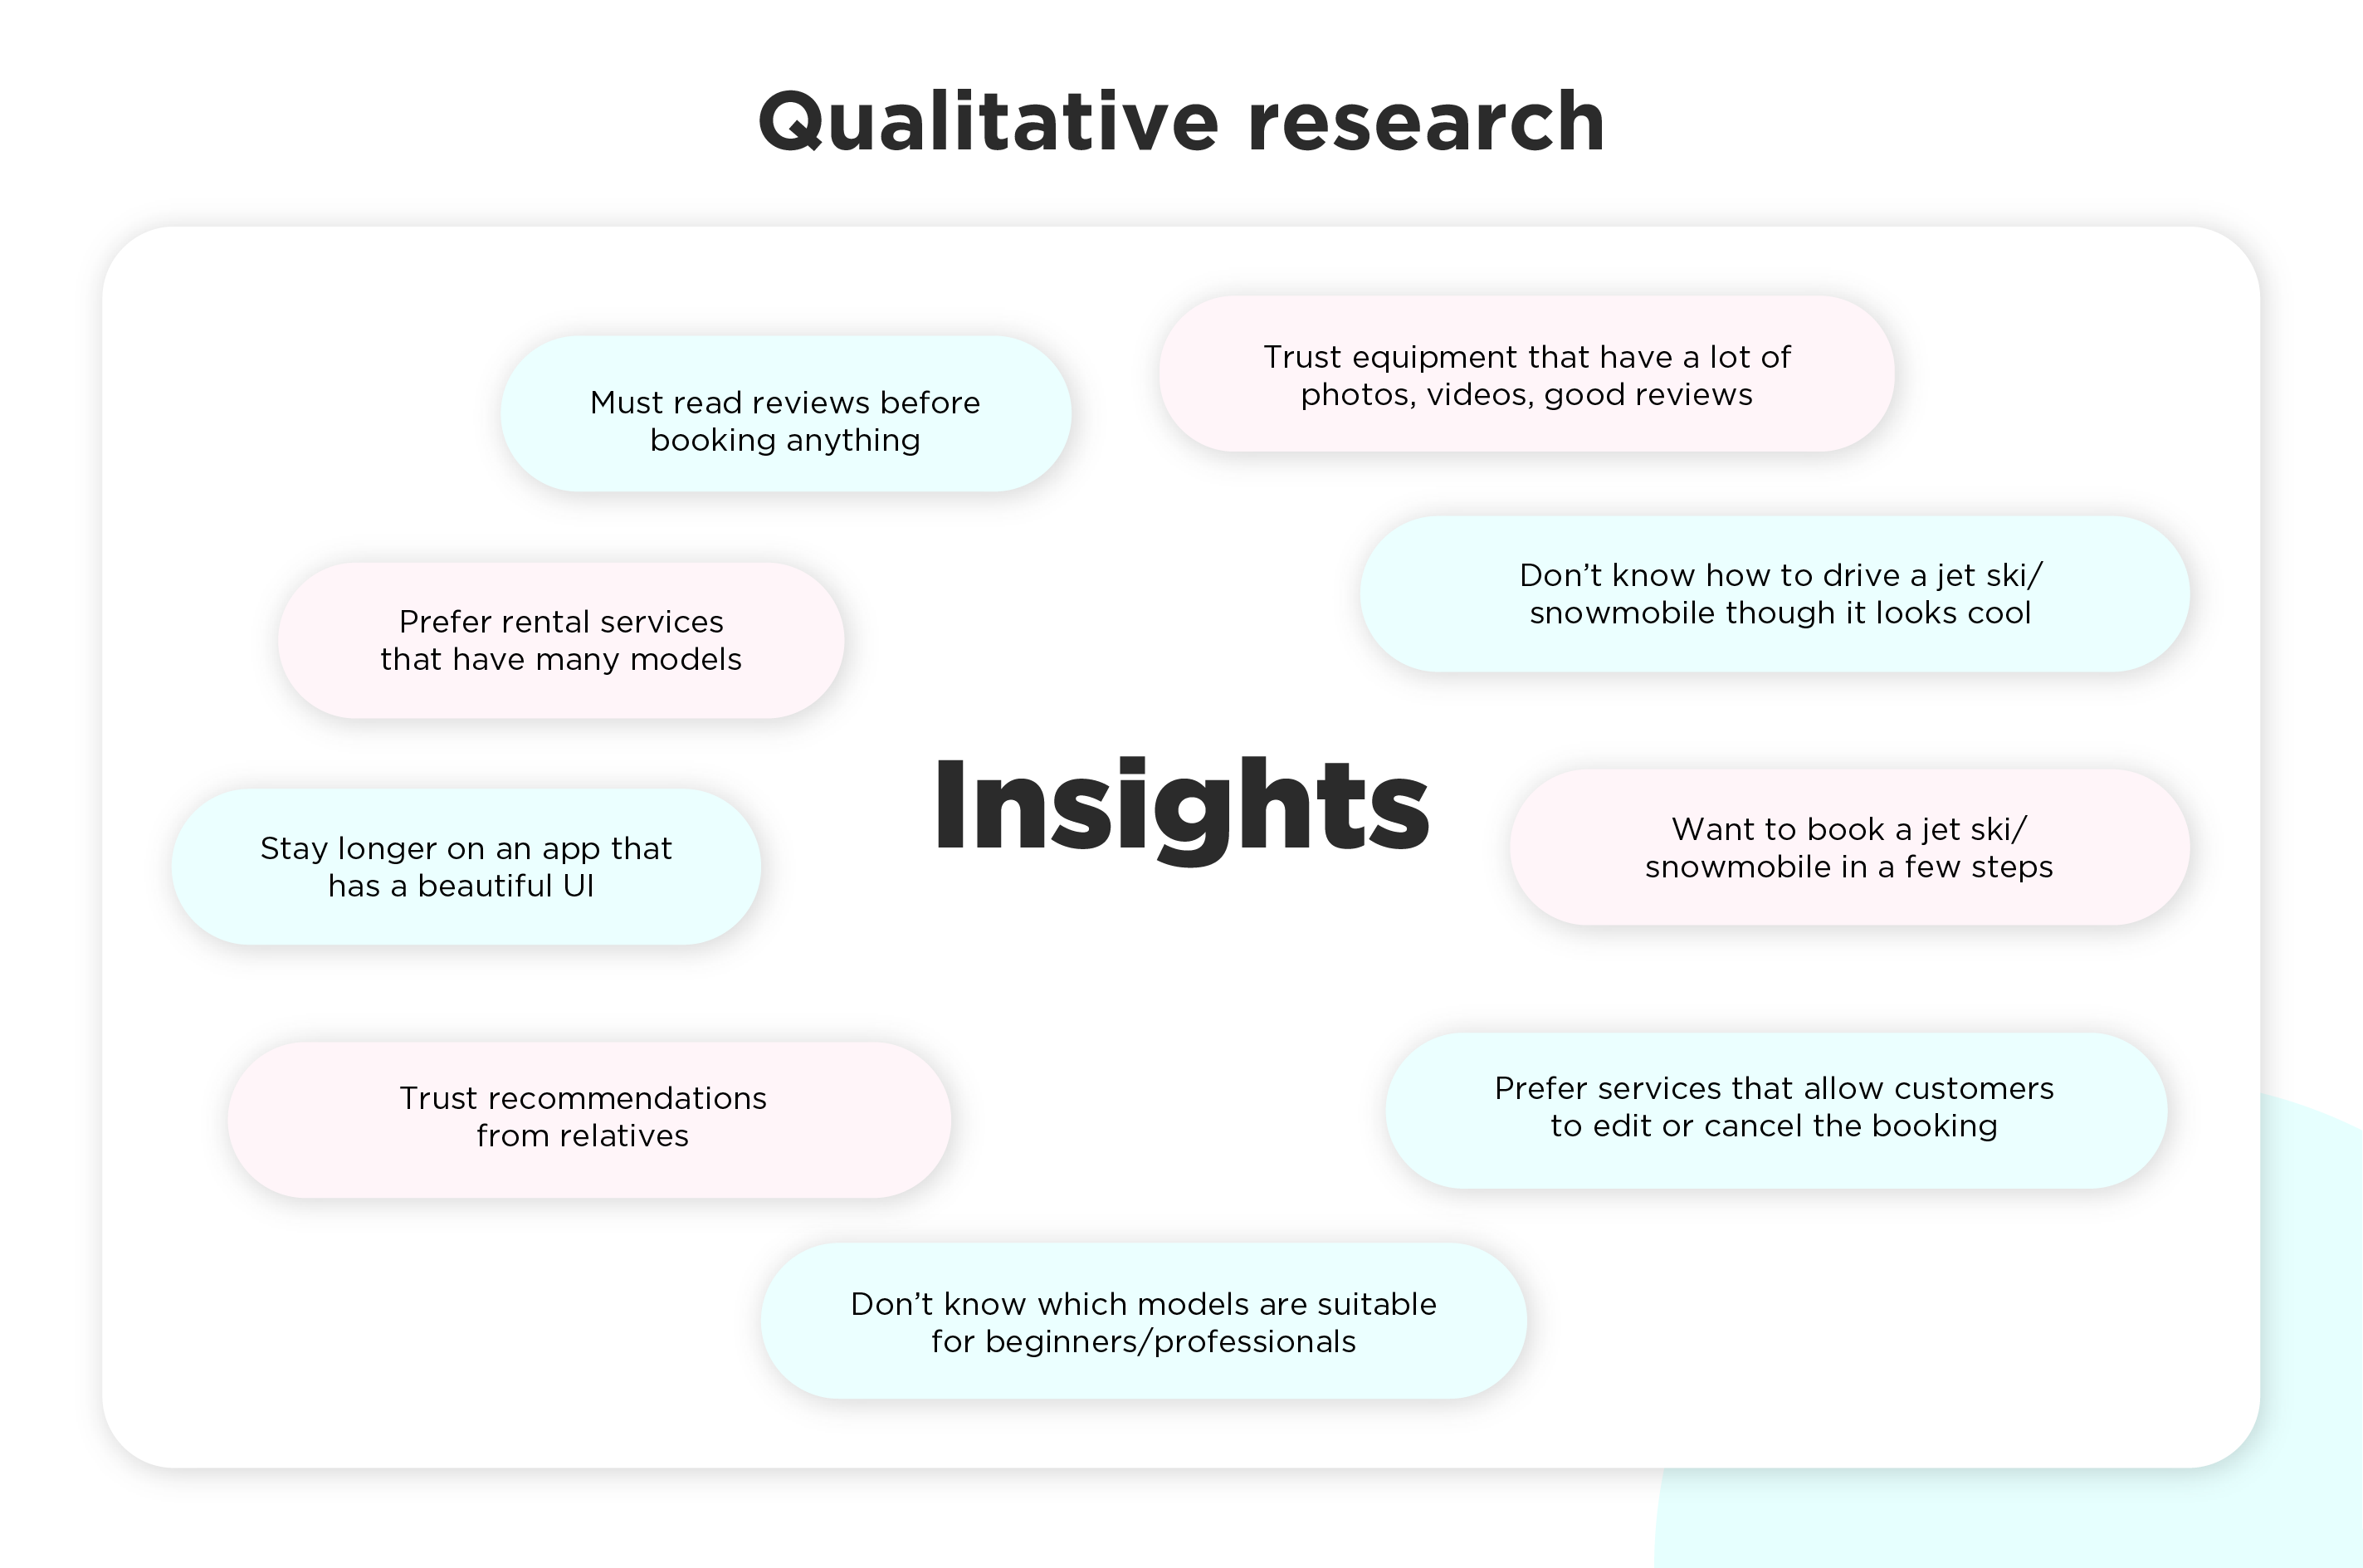 Qualitative research
Must read reviews before
booking anything
Trust equipment that have a lot of
photos, videos, good reviews
Prefer rental services
that have many models
Don’t know how to drive a jet ski/
snowmobile though it looks cool
Insights
Stay longer on an app that
has a beautiful UI
Want to book a jet ski/
snowmobile in a few steps
Trust recommendations
from relatives
Prefer services that allow customers
to edit or cancel the booking
Don’t know which models are suitable
for beginners/professionals